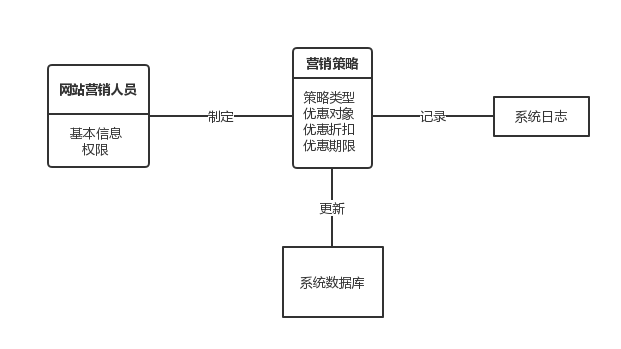 网站营销人员
基本信息
权限
制定
营销策略
策略类型
优惠对象
优惠折扣
优惠期限
记录
系统日志
更新
系统数据库